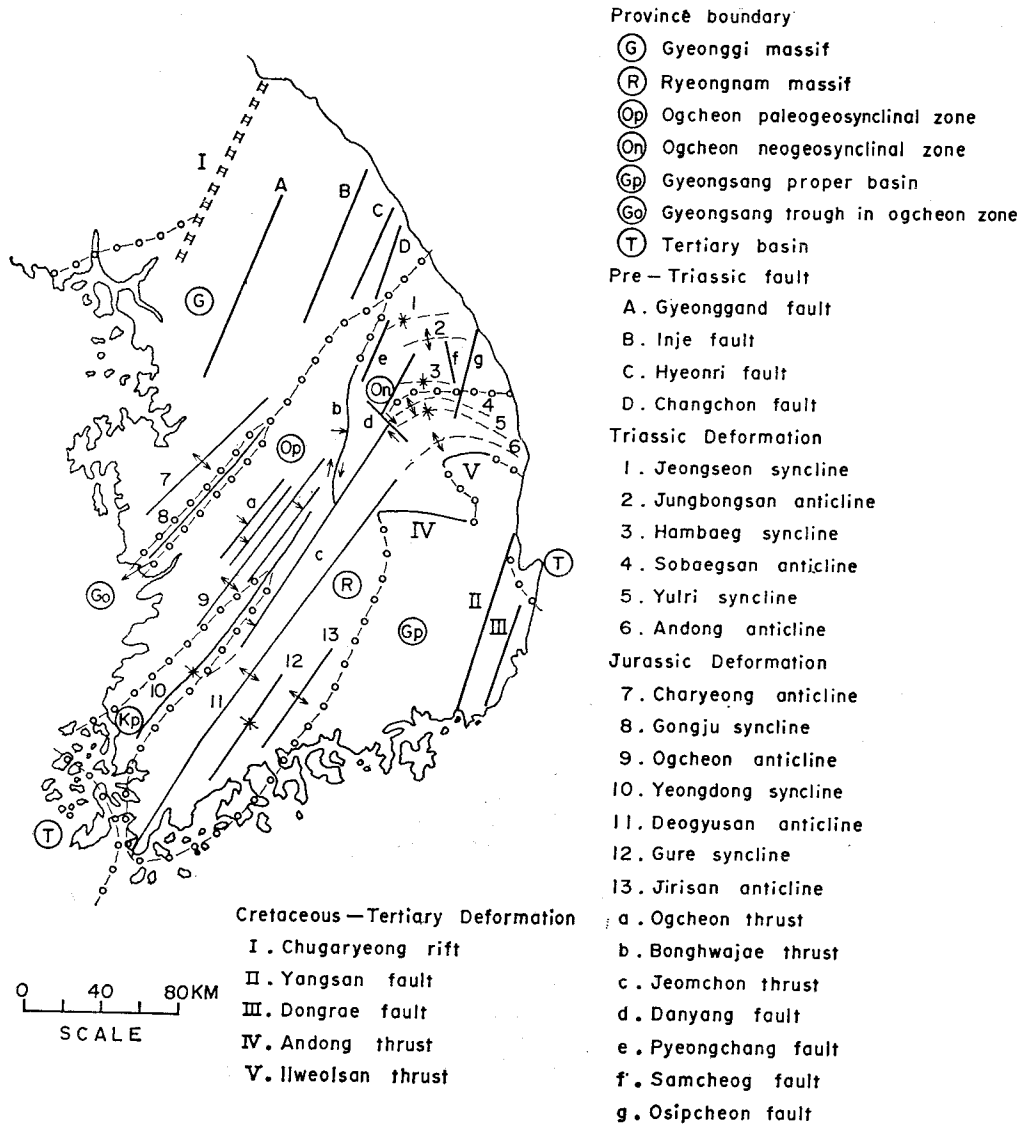 Province boundary
G Gyeonggi massif
R Ryeongnam massif
Op Ogcheon paleogeosynclinal zone
On Ogcheon neogeosynclinal zone
Gp Gyeongsang proper basin
Go Gyeongsang trough in ogcheon zone
T Tertiary basin
Pre–Triassic fault
A. Gyeonggand fault
B. Inje fault
C. Hyeonri fault
D. Changchon fault
Triassic Deformation
1. Jeongseon syncline
2. Jungbongsan anticline
3. Hambaeg syncline
4. Sobaegsan anticline
5. Yulri syncline
6. Andong anticline
Jurassic Deformation
7. Charyeong anticline
8. Gongju syncline
9. Ogcheon anticline
10. Yeongdong syncline
11. Deogyusan anticline
12. Gure syncline
13. Jirisan anticline
a. Ogcheon thrust
b. Bonghwajae thrust
c. Jeomchon thrust
d. Danyang fault
e. Pyeongchang fault
f. Samcheog fault
g. Osipcheon fault
Cretaceous–Tertiary Deformation
I. Chugaryeong rift
II. Yangsan fault
III. Dongrae fault
IV. Andong thrust
V. Ilweolsan thrust
0 40 80KM
SCALE
I
A
B
C
D
G
1
2
e
f
g
3
On
b
d
4
5
6
Op
V
7
a
8
IV
c
T
Go
R
II
9
Gp
III
13
12
10
11
Kp
T